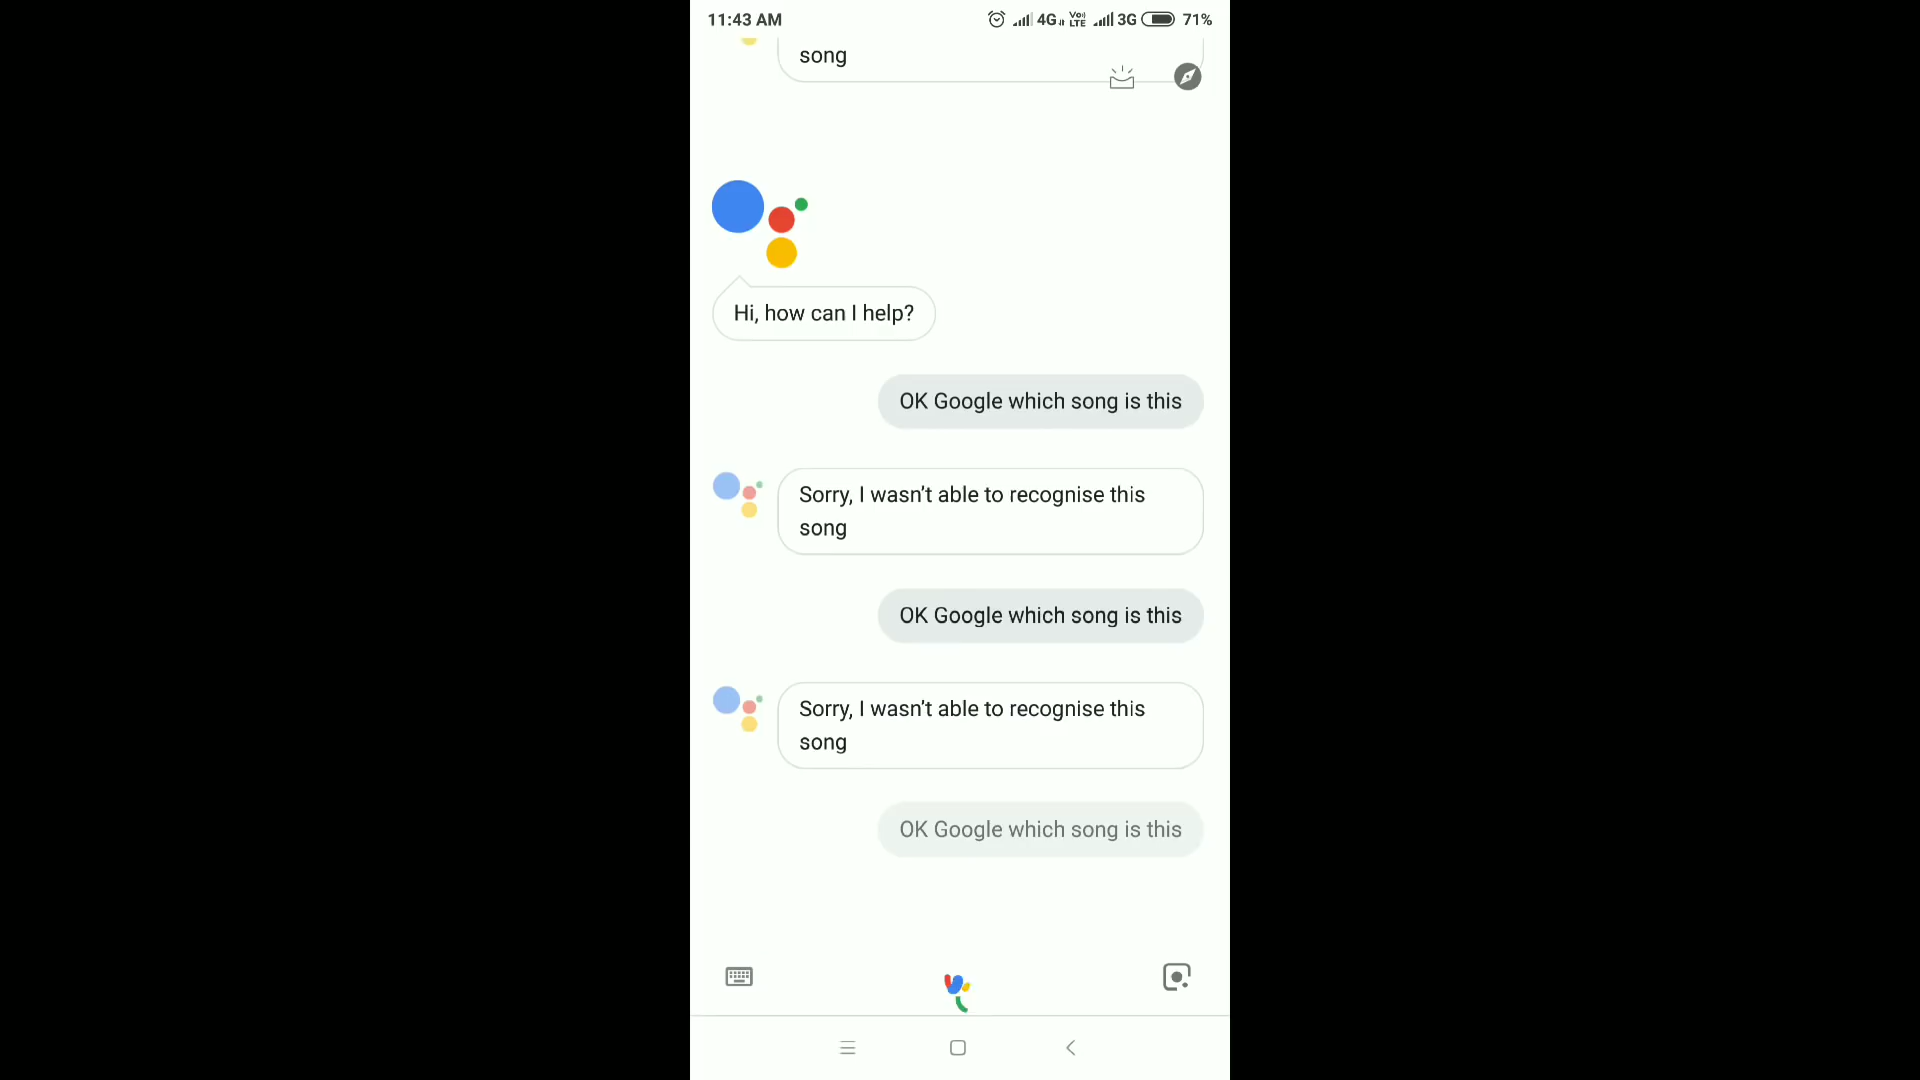 11:43 AM 4G Vo)) LTE 3G 71%
song
Hi, how can I help?
OK Google which song is this
Sorry, I wasn't able to recognise this
song
OK Google which song is this
Sorry, I wasn't able to recognise this
song
OK Google which song is this